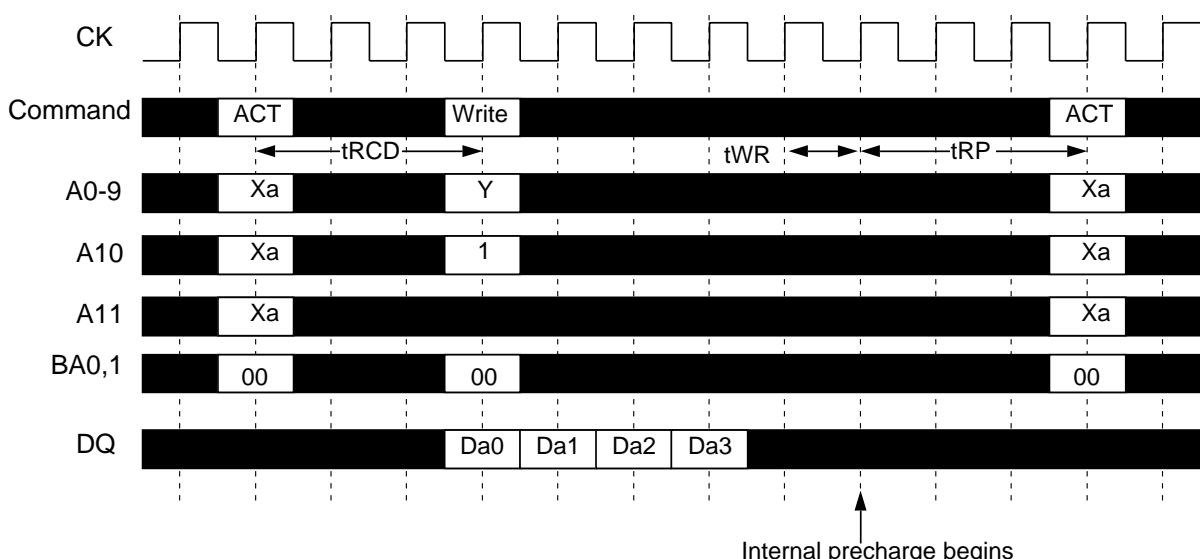 CK
Command ACT Write ACT
tRCD tWR tRP
A0-9 Xa Y Xa
A10 Xa 1 Xa
A11 Xa Xa
BA0,1 00 00 00
DQ Da0 Da1 Da2 Da3
Internal precharge begins